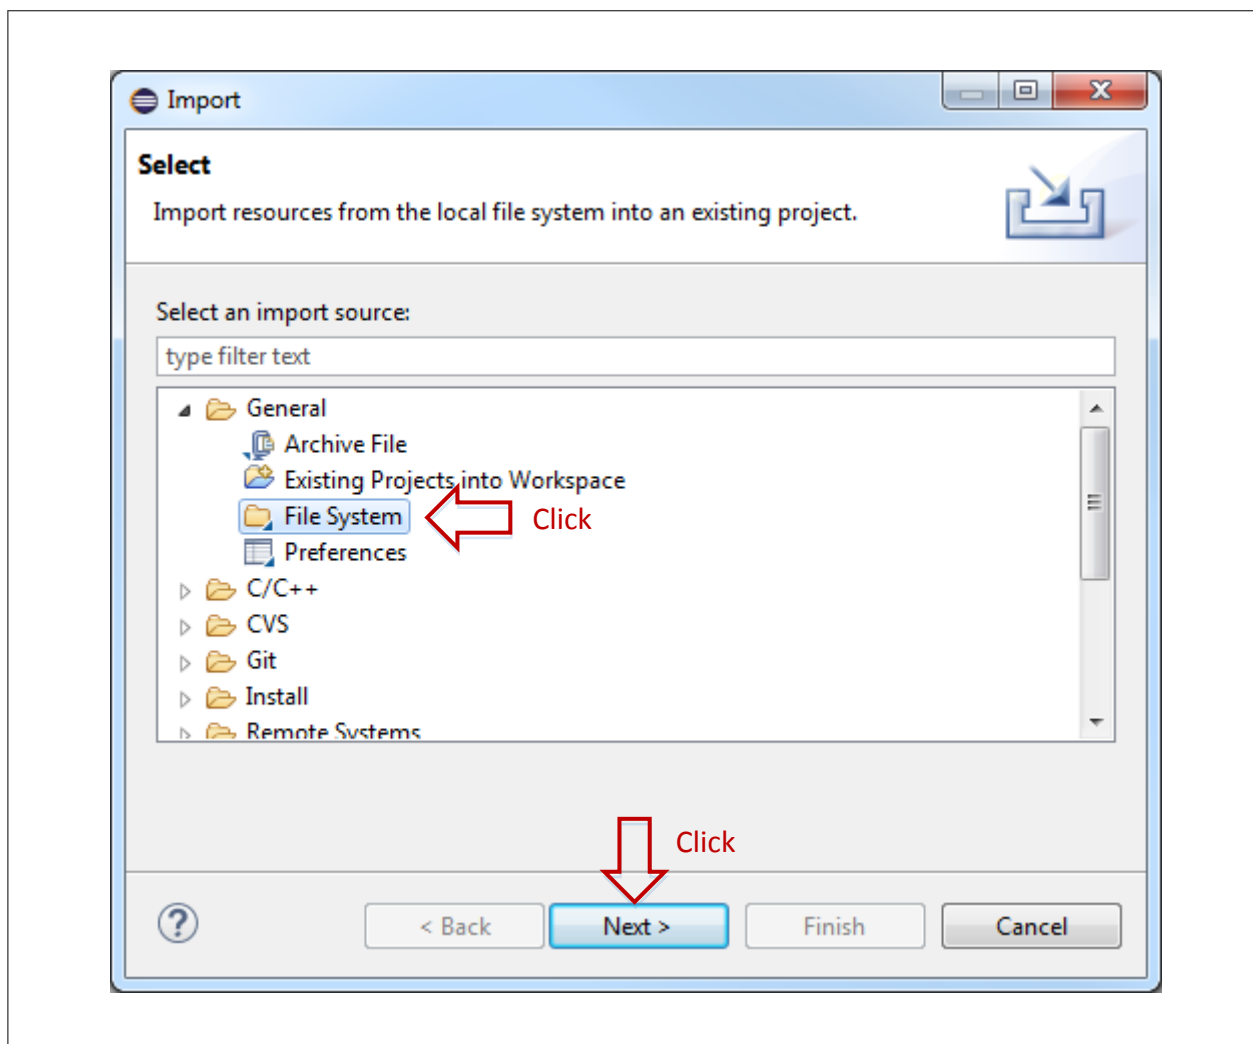 Import
Select
Import resources from the local file system into an existing project.
Select an import source:
type filter text
General
Archive File
Existing Projects into Workspace
File System
Click
Preferences
C/C++
CVS
Git
Install
Remote Systems
Click
?
< Back
Next >
Finish
Cancel